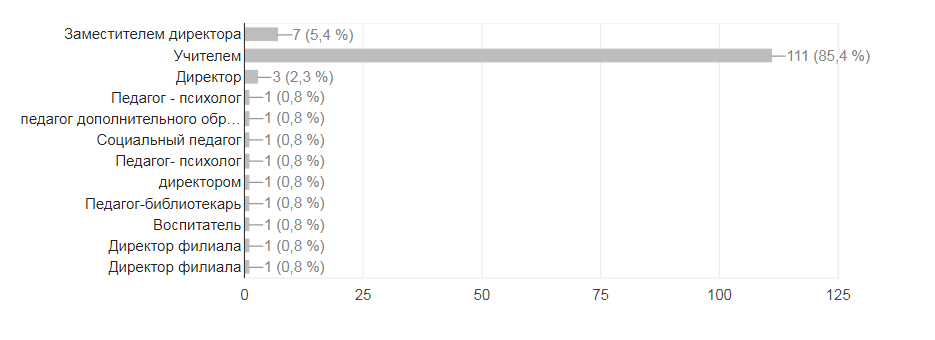 Заместителем директора 7 (5,4 %)
Учителем 111 (85,4 %)
Директор 3 (2,3 %)
Педагог - психолог 1 (0,8 %)
педагог дополнительного обр… 1 (0,8 %)
Социальный педагог 1 (0,8 %)
Педагог- психолог 1 (0,8 %)
директором 1 (0,8 %)
Педагог-библиотекарь 1 (0,8 %)
Воспитатель 1 (0,8 %)
Директор филиала 1 (0,8 %)
Директор филиала 1 (0,8 %)
0 25 50 75 100 125